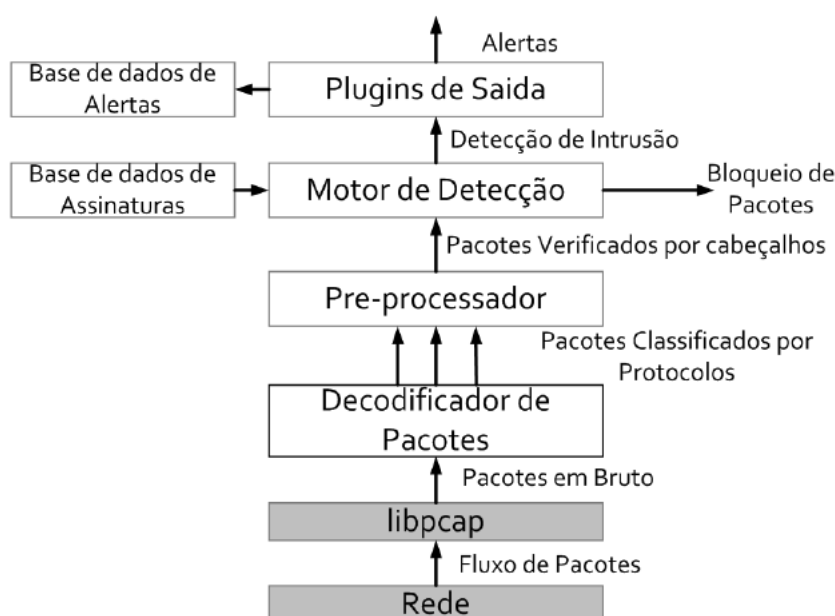 Alertas
Base de dados de
Alertas
Plugins de Saida
Detecção de Intrusão
Base de dados de
Assinaturas
Motor de Detecção
Bloqueio de
Pacotes
Pacotes Verificados por cabeçalhos
Pre-processador
Pacotes Classificados por
Protocolos
Decodificador de
Pacotes
Pacotes em Bruto
libpcap
Fluxo de Pacotes
Rede